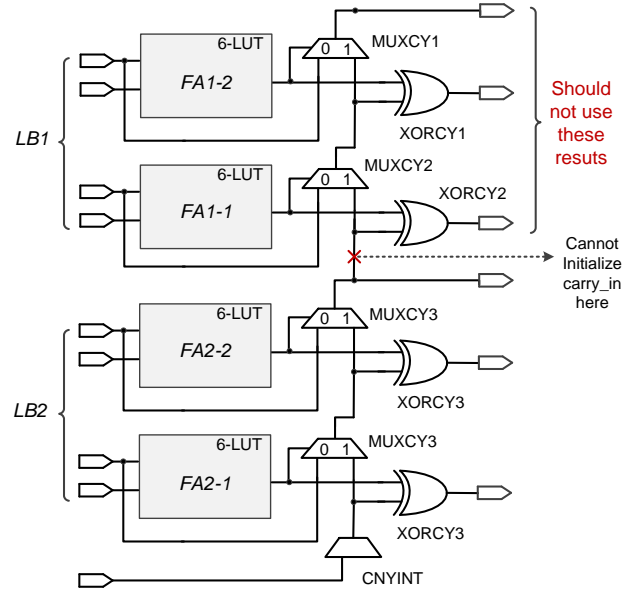 6-LUT
0 1
MUXCY1
FA1-2
XORCY1
Should
not use
these
resuts
LB1
6-LUT
0 1
MUXCY2
FA1-1
XORCY2
Cannot
Initialize
carry_in
here
6-LUT
0 1
MUXCY3
FA2-2
XORCY3
LB2
6-LUT
0 1
MUXCY3
FA2-1
XORCY3
CNYINT